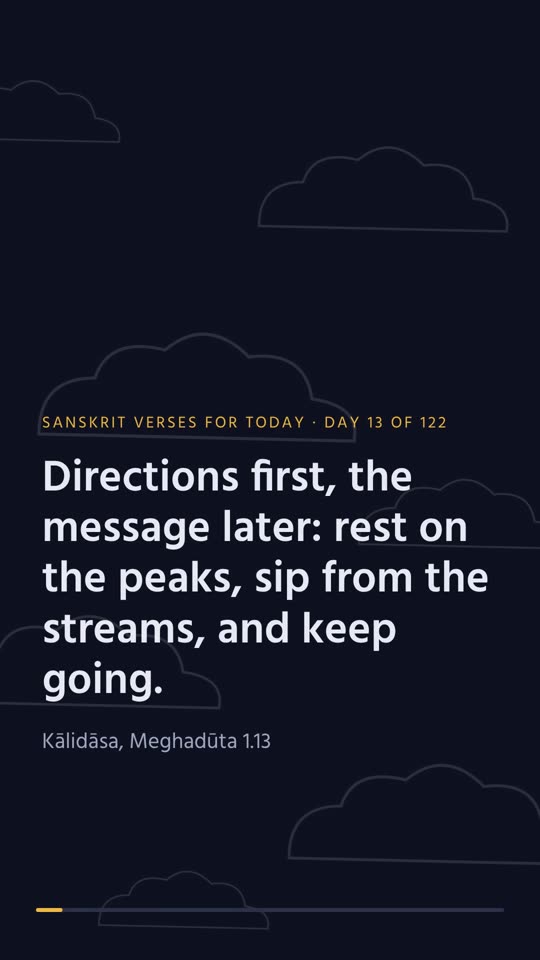 SANSKRIT VERSES FOR TODAY · DAY 13 OF 122
Directions first, the
message later: rest on
the peaks, sip from the
streams, and keep
going.
Kālidāsa, Meghadūta 1.13